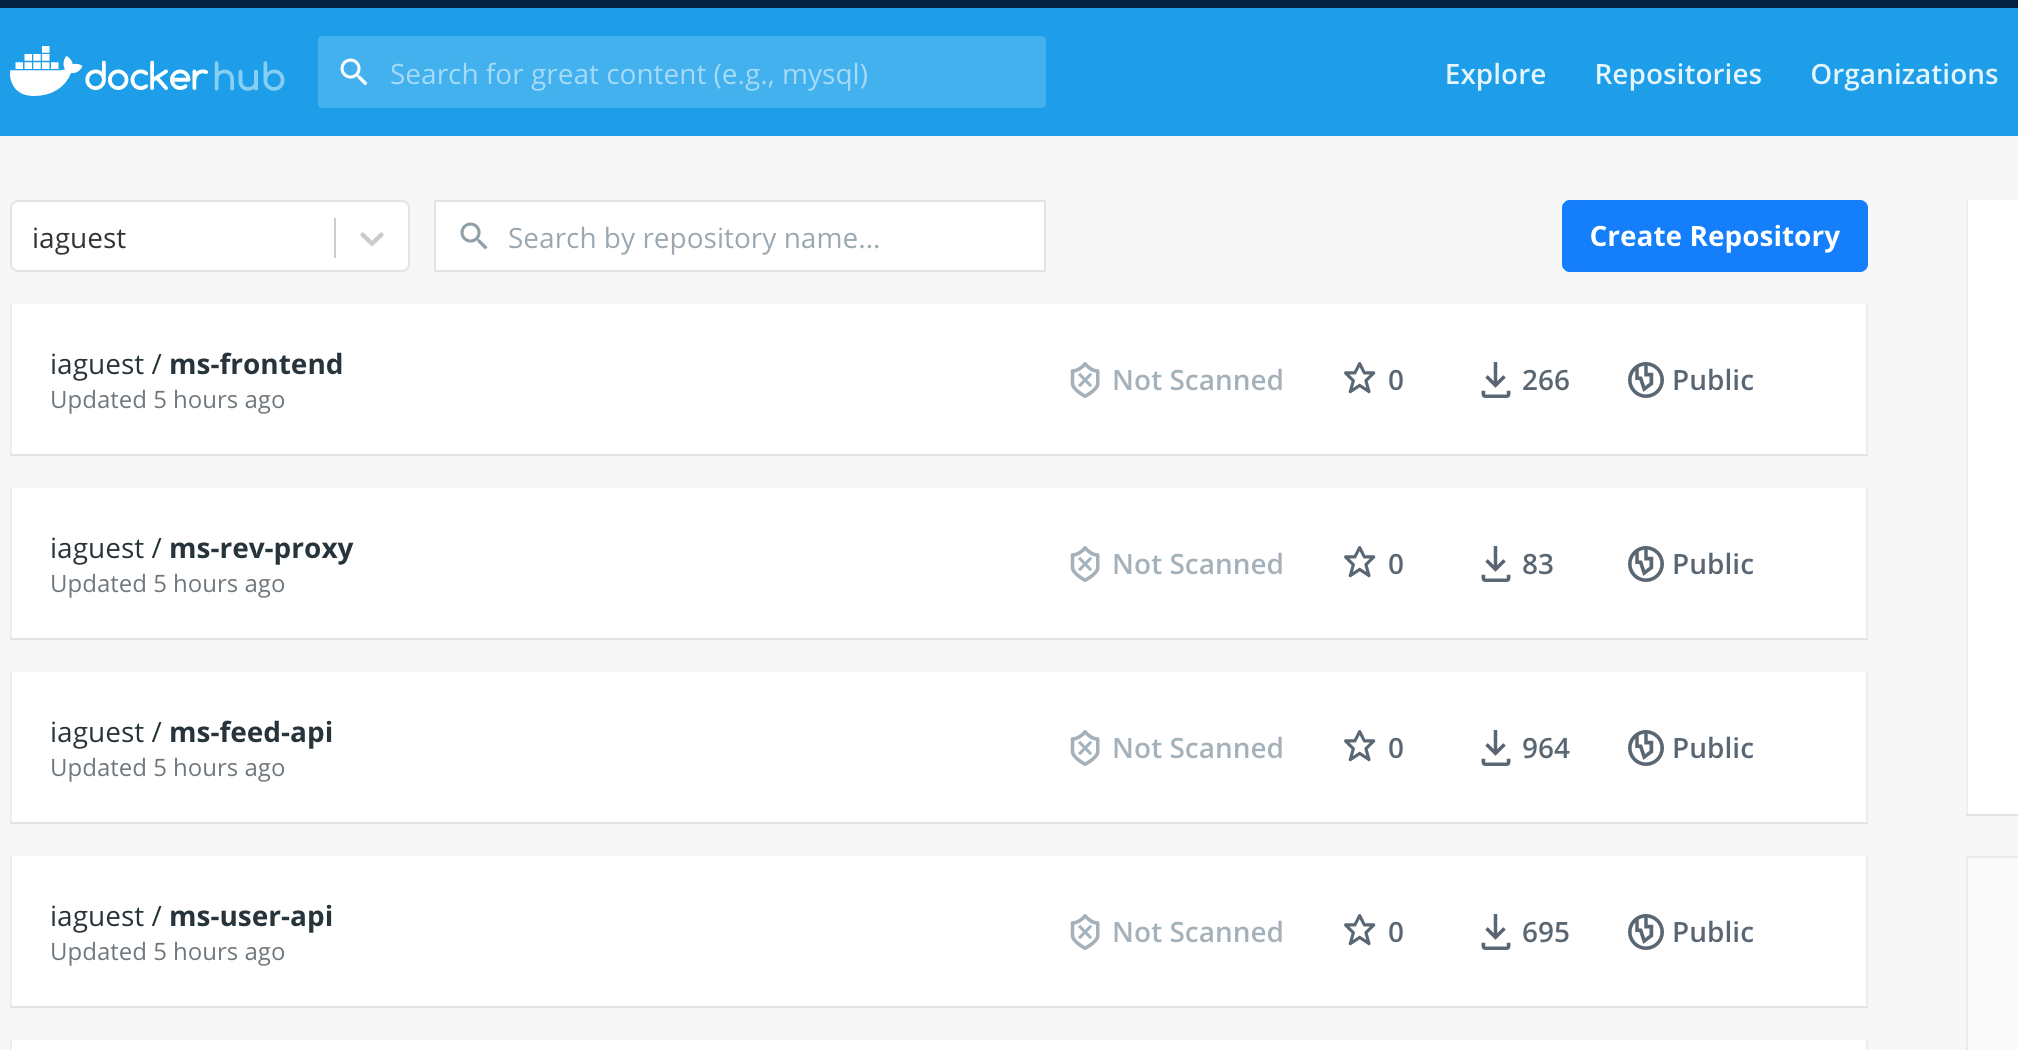 dockerhub Search for great content (e.g., mysql) Explore Repositories Organizations
iaguest Search by repository name... Create Repository
iaguest / ms-frontend Not Scanned 0 266 Public
Updated 5 hours ago
iaguest / ms-rev-proxy Not Scanned 0 83 Public
Updated 5 hours ago
iaguest / ms-feed-api Not Scanned 0 964 Public
Updated 5 hours ago
iaguest / ms-user-api Not Scanned 0 695 Public
Updated 5 hours ago